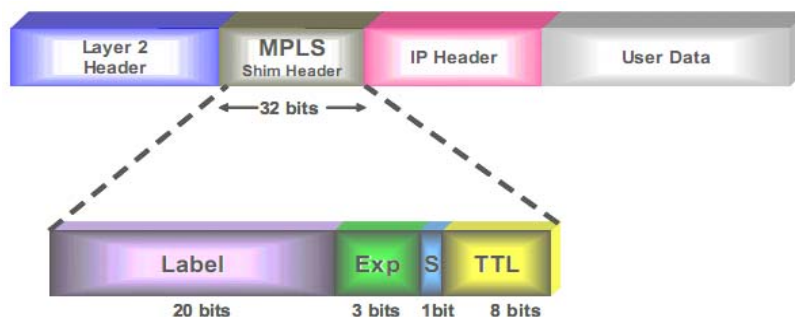 Layer 2 Header
MPLS Shim Header
IP Header
User Data
32 bits
Label
Exp
S
TTL
20 bits
3 bits
1bit
8 bits